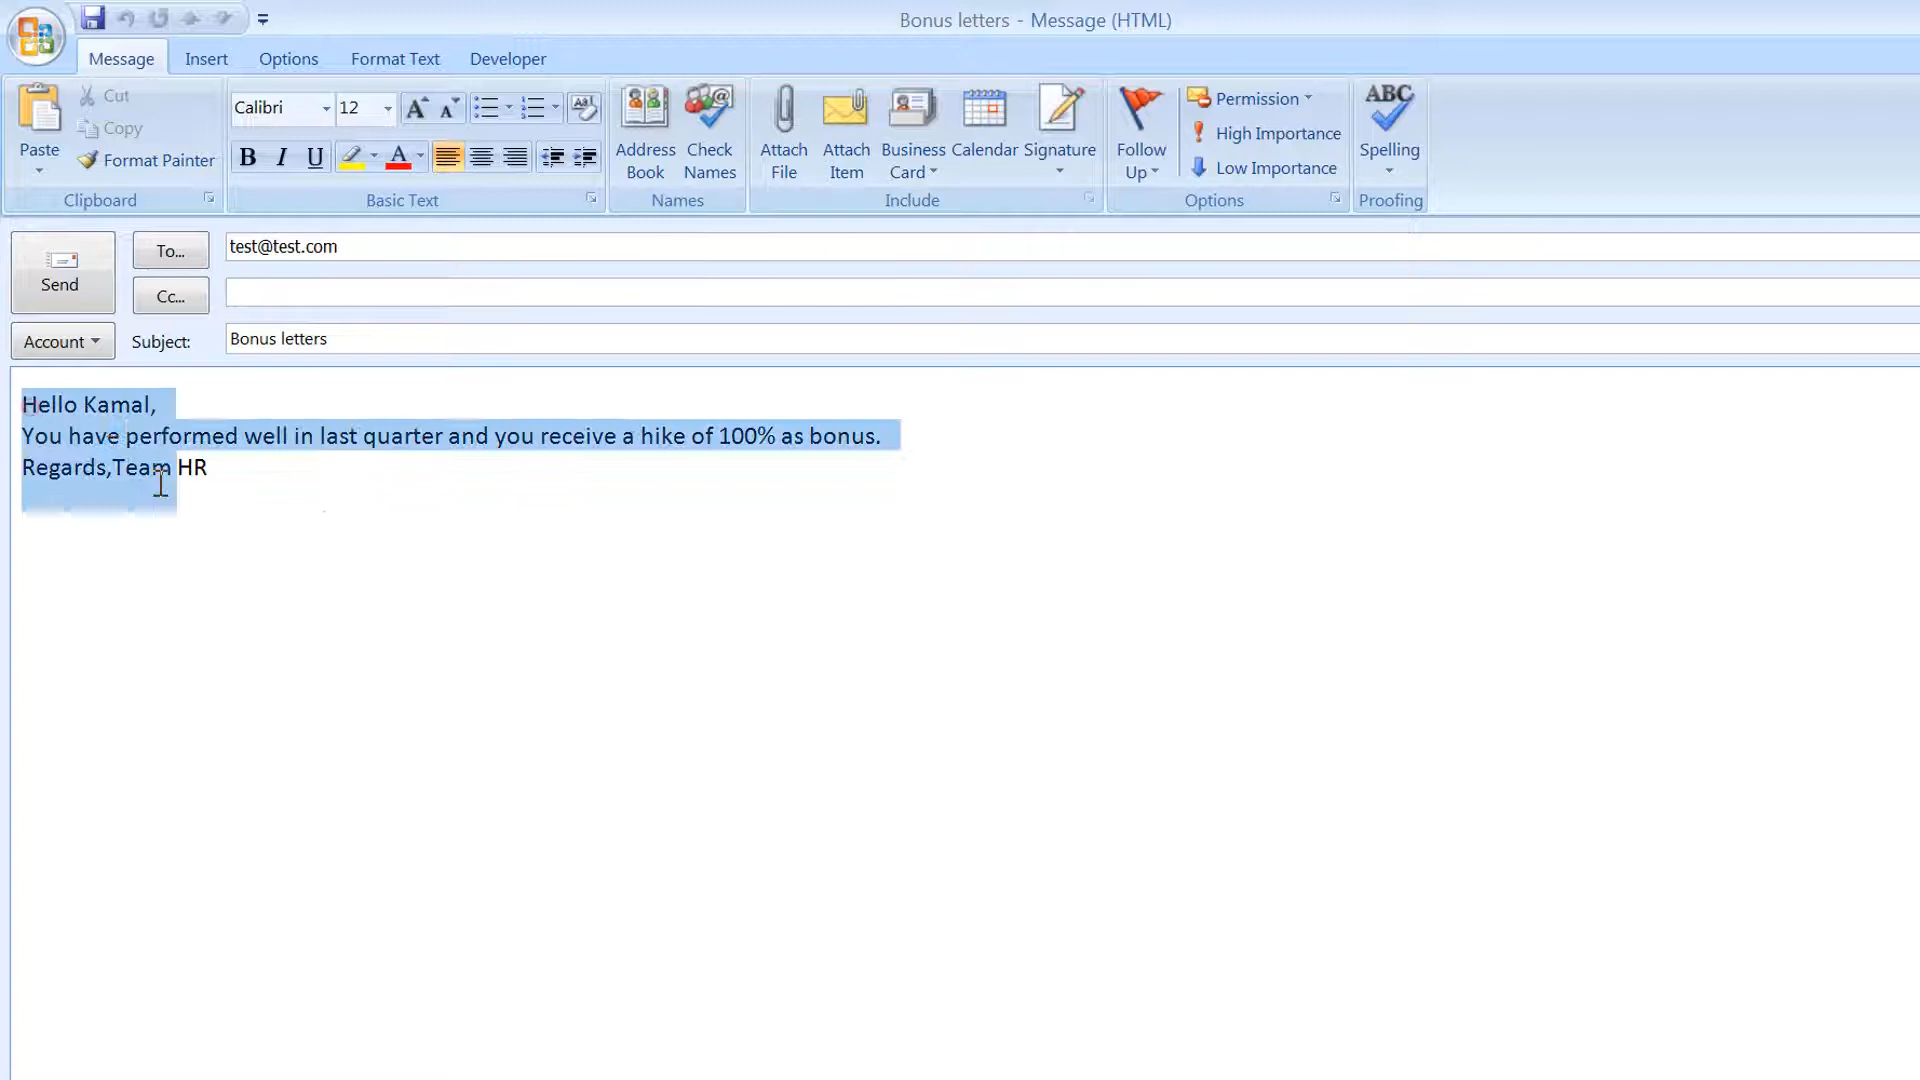 Bonus letters - Message (HTML)
Message Insert Options Format Text Developer
Paste
Cut
Copy
Format Painter
Clipboard
Calibri 12
B I U A
Basic Text
Address Book
Check Names
Names
Attach File
Attach Item
Business Card
Calendar
Signature
Include
Follow Up
Permission
High Importance
Low Importance
Options
ABC
Spelling
Proofing
Send
To... test@test.com
Cc...
Account Subject: Bonus letters
Hello Kamal,
You have performed well in last quarter and you receive a hike of 100% as bonus.
Regards,Team HR